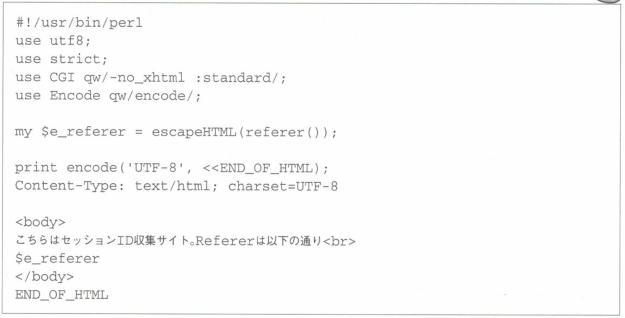 #!/usr/bin/perl
use utf8;
use strict;
use CGI qw/-no_xhtml :standard/;
use Encode qw/encode/;

my $e_referer = escapeHTML(referer());

print encode('UTF-8', <<END_OF_HTML);
Content-Type: text/html; charset=UTF-8

<body>
こちらはセッションID収集サイト。Refererは以下の通り<br>
$e_referer
</body>
END_OF_HTML